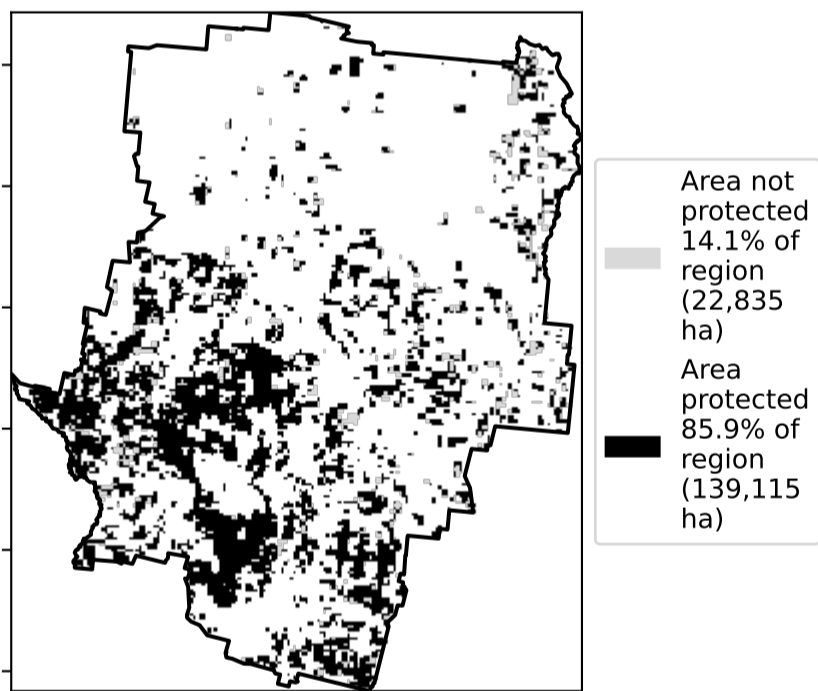 Area not
protected
14.1% of
region
(22,835
ha)
Area
protected
85.9% of
region
(139,115
ha)